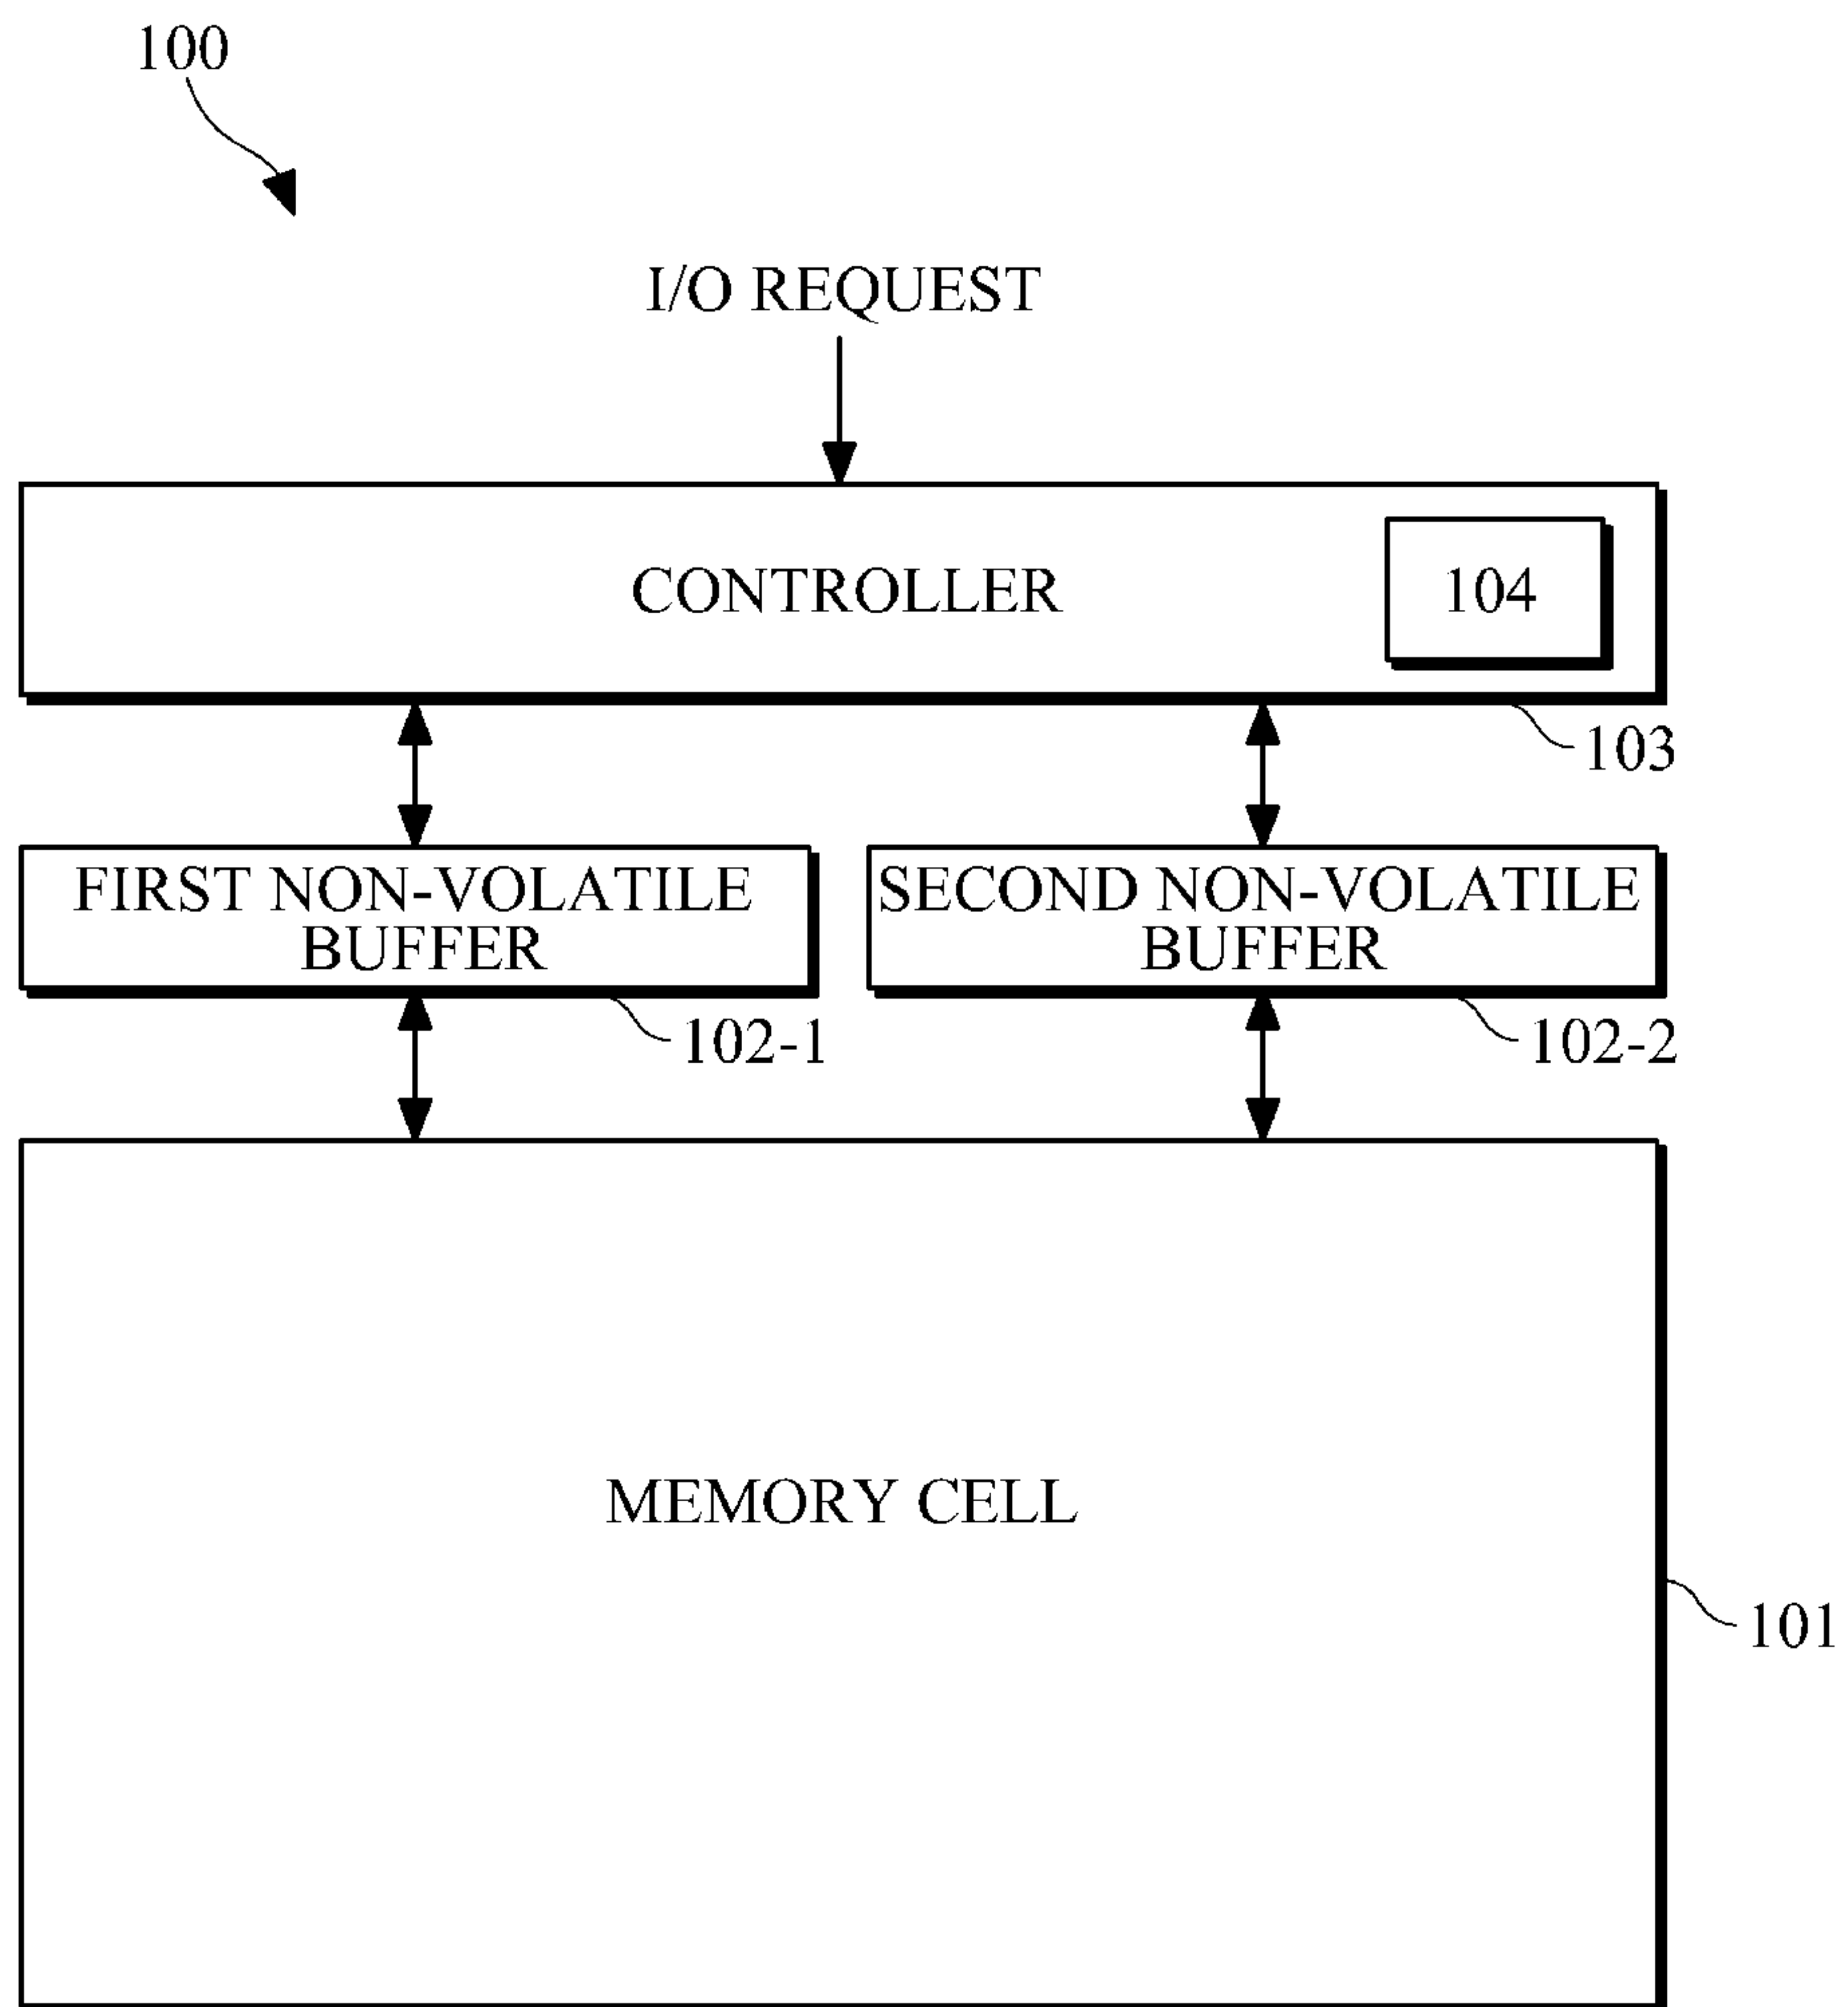 100
I/O REQUEST
CONTROLLER
104
103
FIRST NON-VOLATILE
BUFFER
SECOND NON-VOLATILE
BUFFER
102-1
102-2
MEMORY CELL
101